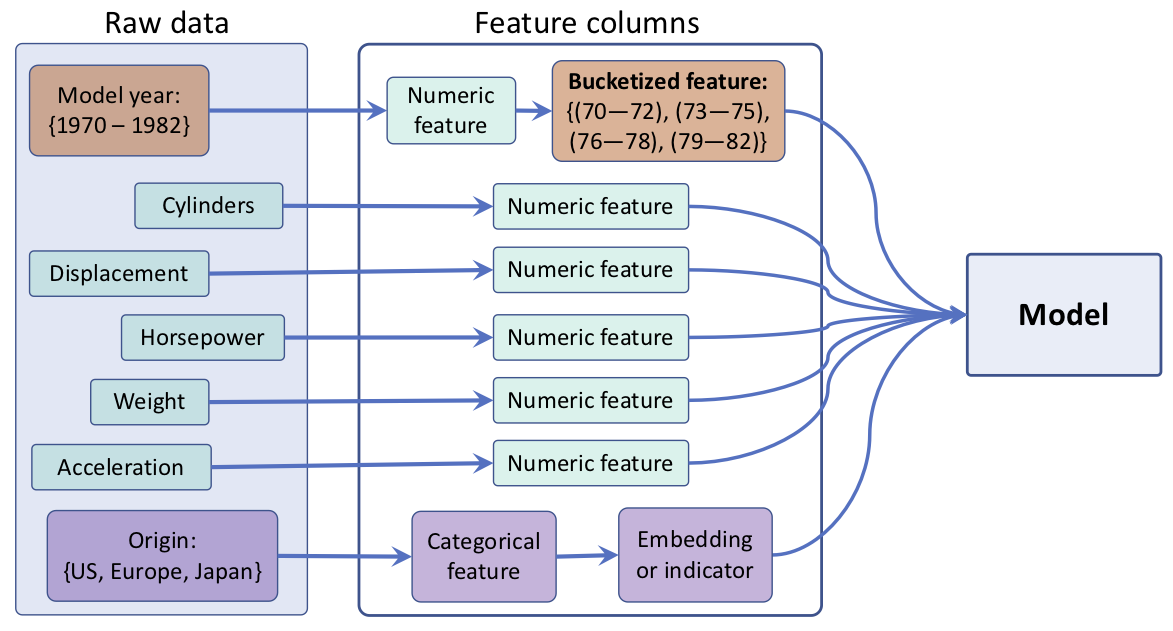 Raw data
Feature columns
Model year:
{1970 – 1982}
Numeric
feature
Bucketized feature:
{(70—72), (73—75),
(76—78), (79—82)}
Cylinders
Numeric feature
Displacement
Numeric feature
Horsepower
Numeric feature
Weight
Numeric feature
Acceleration
Numeric feature
Origin:
{US, Europe, Japan}
Categorical
feature
Embedding
or indicator
Model